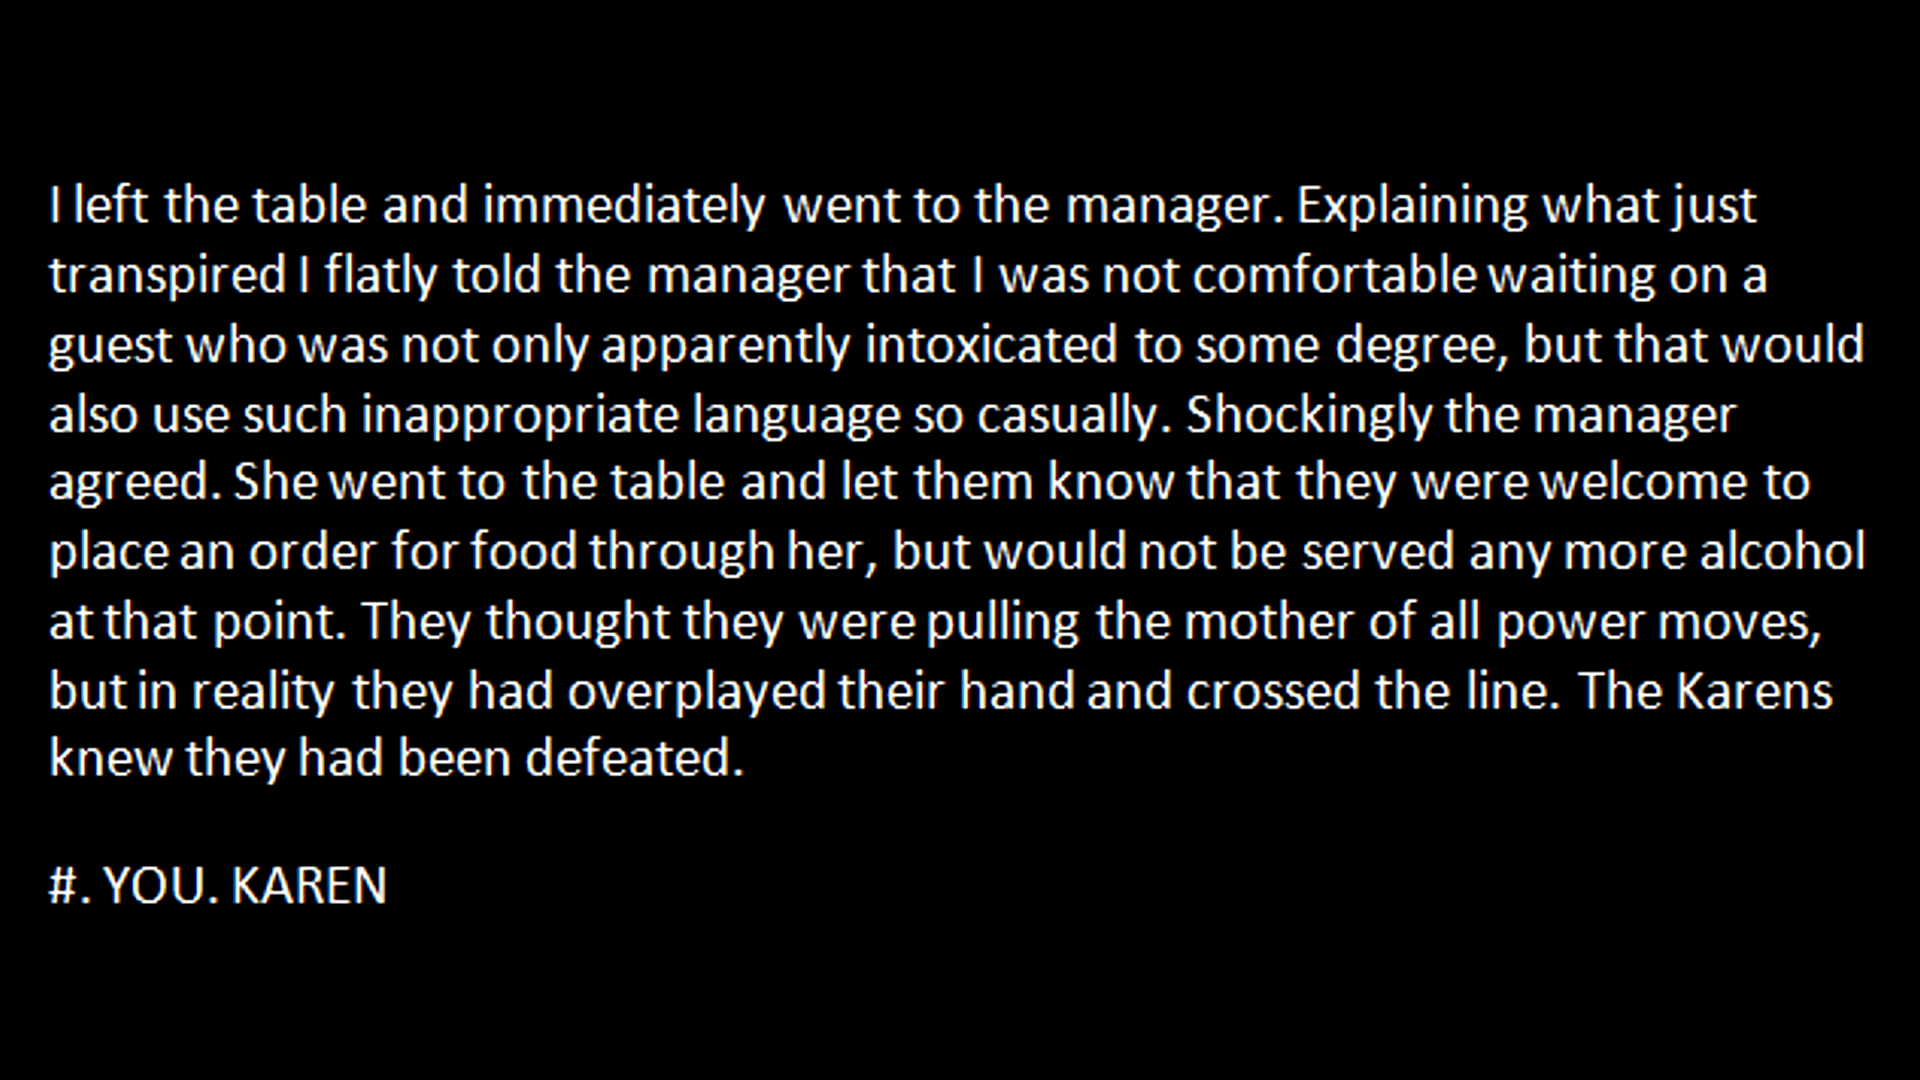 I left the table and immediately went to the manager. Explaining what just
transpired I flatly told the manager that I was not comfortable waiting on a
guest who was not only apparently intoxicated to some degree, but that would
also use such inappropriate language so casually. Shockingly the manager
agreed. She went to the table and let them know that they were welcome to
place an order for food through her, but would not be served any more alcohol
at that point. They thought they were pulling the mother of all power moves,
but in reality they had overplayed their hand and crossed the line. The Karens
knew they had been defeated.
#. YOU. KAREN